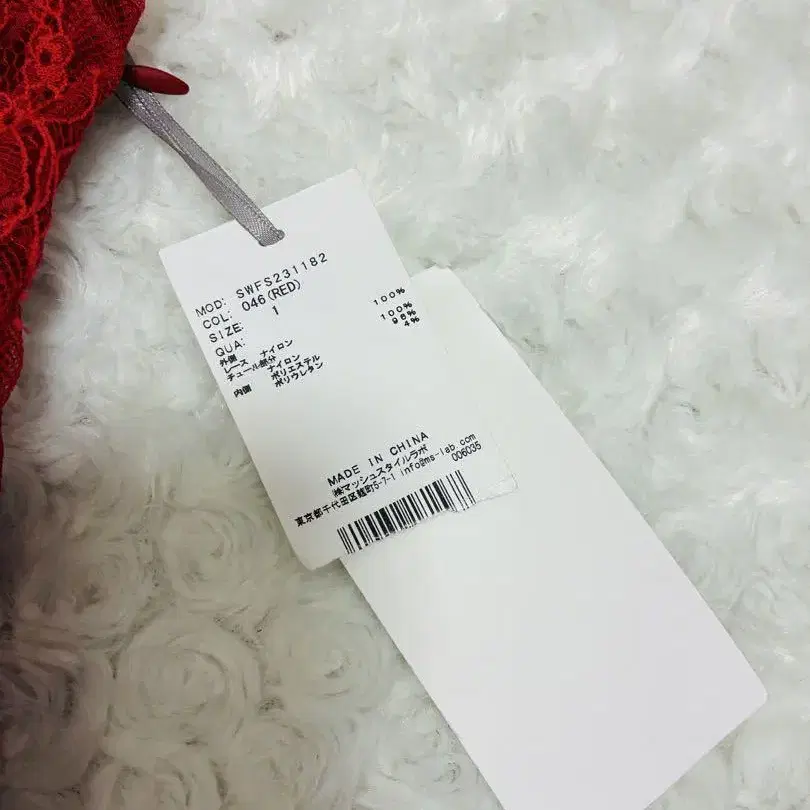 MOD: SWFS231182
COL: 046(RED)
SIZE: 1
QUA:
外側
レース ナイロン 100%
チュール部分
ナイロン 100%
ポリエステル 96%
内側 ポリウレタン 4%
MADE IN CHINA
㈱マッシュスタイルラボ
東京都千代田区麹町5-7-1 info@ms-lab.com
006035